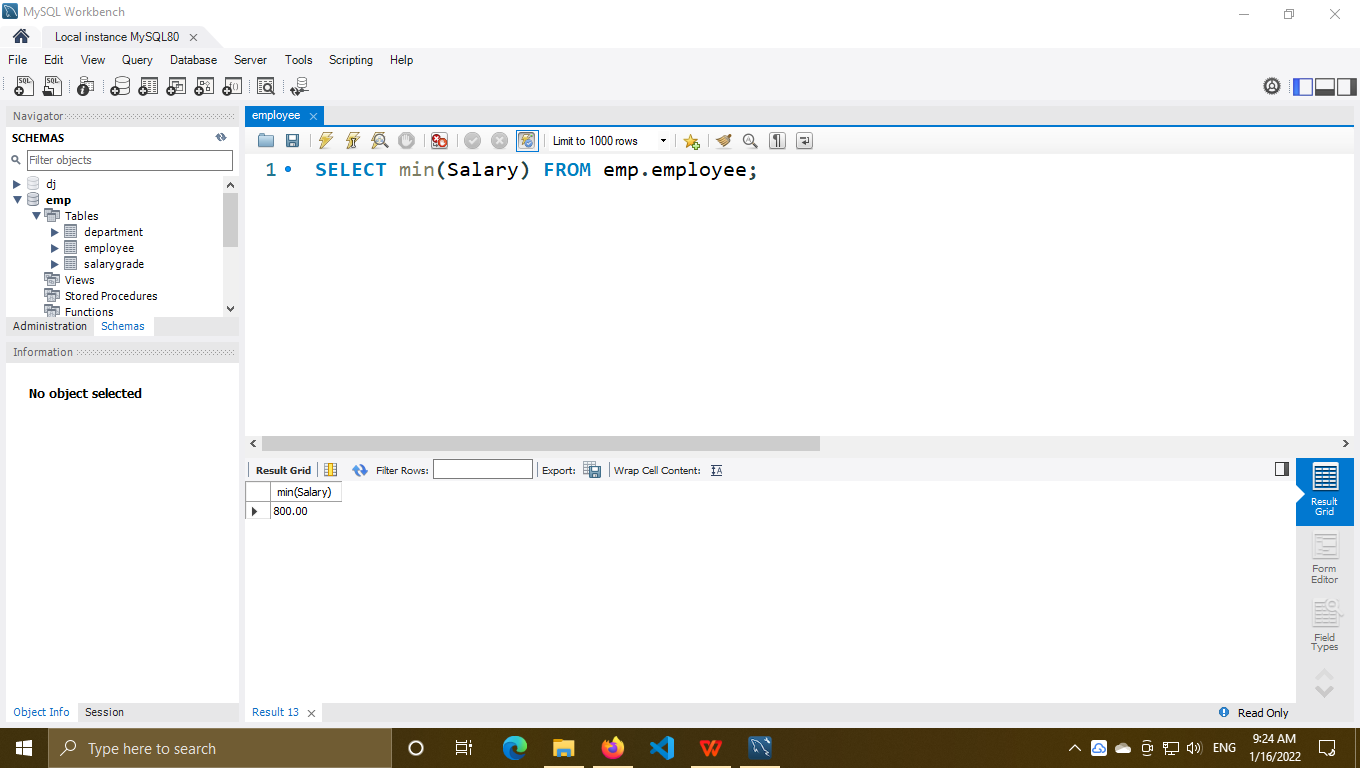 MySQL Workbench
Local instance MySQL80
File Edit View Query Database Server Tools Scripting Help
Navigator
SCHEMAS
Filter objects
dj
emp
Tables
department
employee
salarygrade
Views
Stored Procedures
Functions
Administration Schemas
Information
No object selected
Object Info Session
employee
Limit to 1000 rows
1 SELECT min(Salary) FROM emp.employee;
Result Grid Filter Rows: Export: Wrap Cell Content:
min(Salary)
800.00
Result
Grid
Form
Editor
Field
Types
Result 13
Read Only
Type here to search
ENG
9:24 AM
1/16/2022